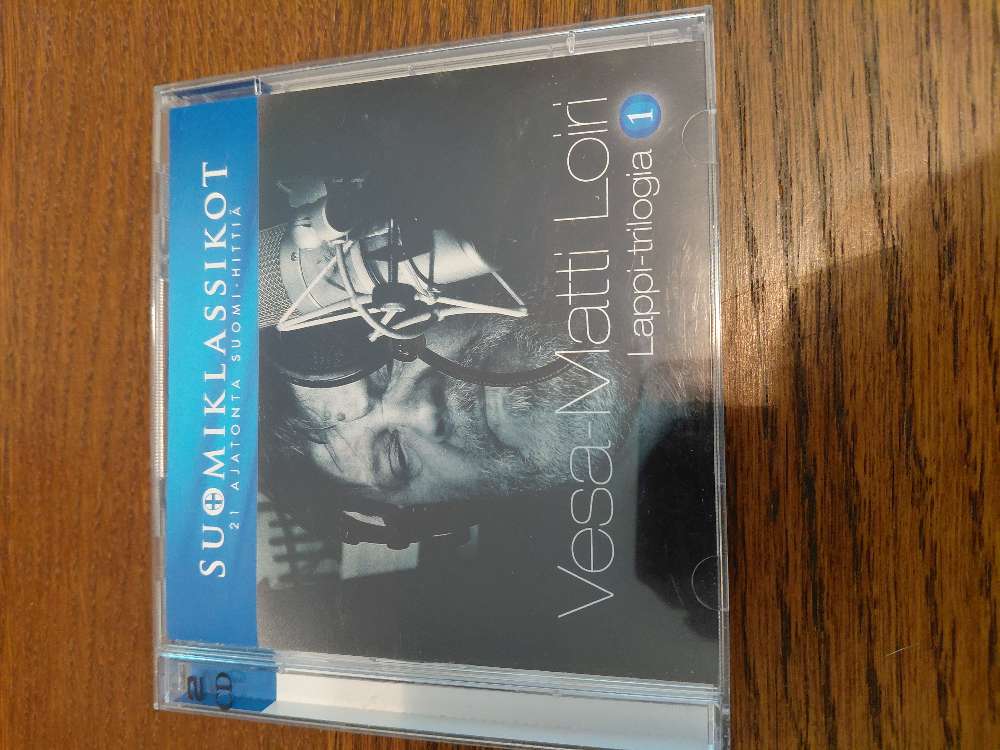 SUOMIKLASSIKOT
21 AJATONTA SUOMI-HITTIÄ
Vesa-Matti Loiri
Lappi-trilogia 1
2
CD